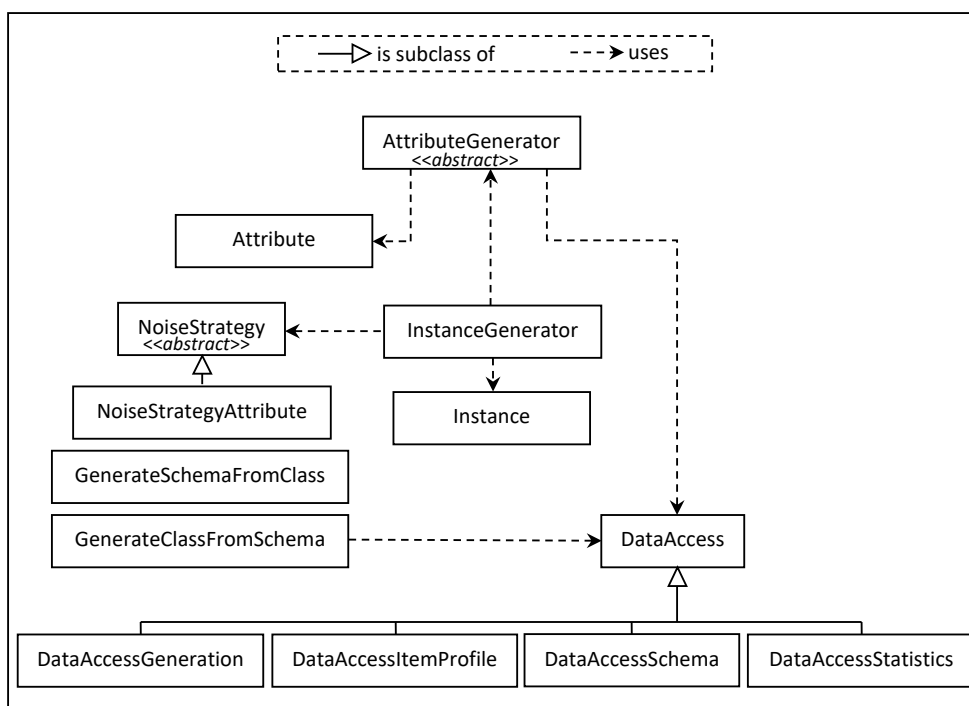 is subclass of
uses
AttributeGenerator
<<abstract>>
Attribute
NoiseStrategy
<<abstract>>
InstanceGenerator
NoiseStrategyAttribute
Instance
GenerateSchemaFromClass
GenerateClassFromSchema
DataAccess
DataAccessGeneration
DataAccessItemProfile
DataAccessSchema
DataAccessStatistics